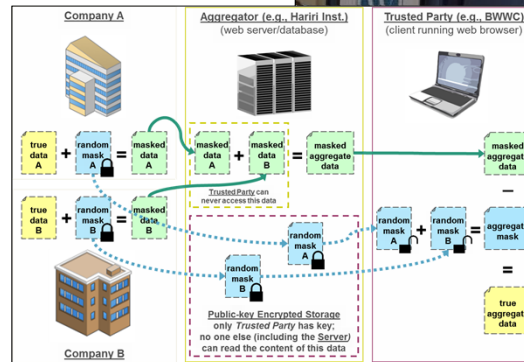 Company A
Aggregator (e.g., Hariri Inst.)
(web server/database)
Trusted Party (e.g., BWWC)
(client running web browser)
true
data
A
+
random
mask
A
=
masked
data A
masked
data
A
+
masked
data
B
=
masked
aggregate
data
masked
aggregate
data
Trusted Party can
never access this data
–
true
data
B
+
random
mask
B
=
masked
data B
random
mask
A
random
mask
B
random
mask
A
+
random
mask
B
=
aggregate
mask
=
true
aggregate
data
Public-key Encrypted Storage
only Trusted Party has key;
no one else (including the Server)
can read the content of this data
Company B